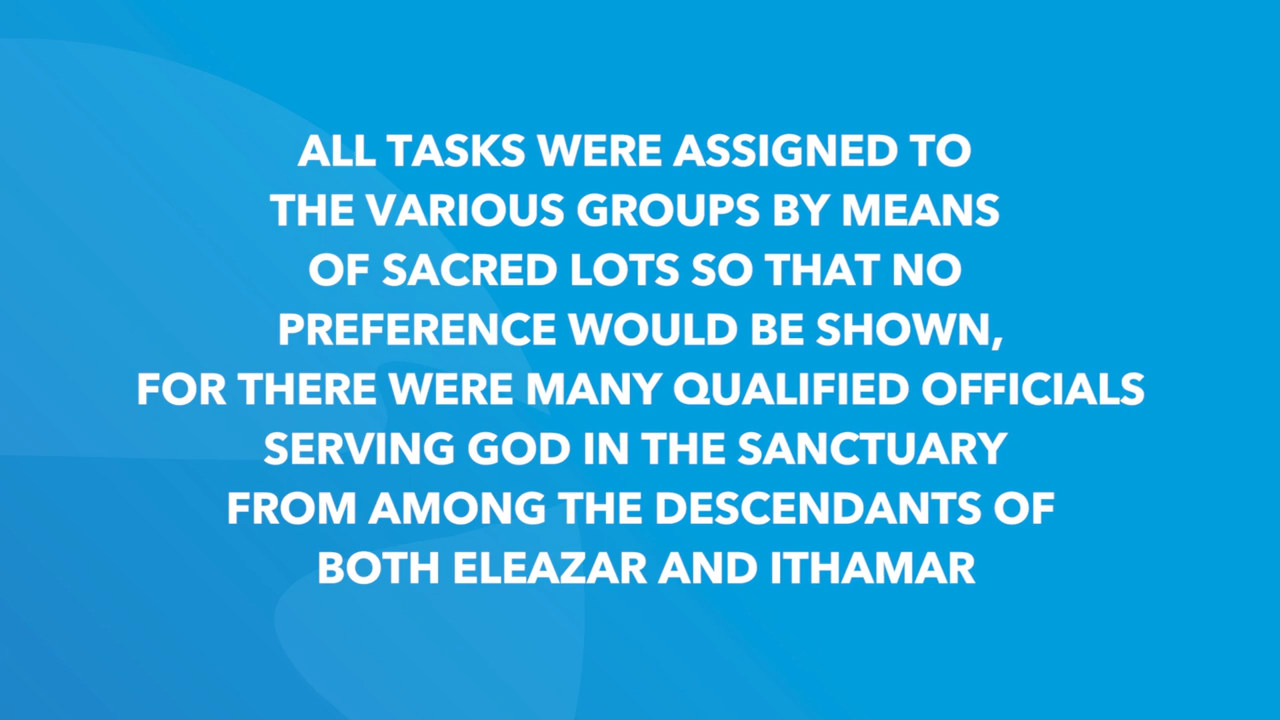 ALL TASKS WERE ASSIGNED TO
THE VARIOUS GROUPS BY MEANS
OF SACRED LOTS SO THAT NO
PREFERENCE WOULD BE SHOWN,
FOR THERE WERE MANY QUALIFIED OFFICIALS
SERVING GOD IN THE SANCTUARY
FROM AMONG THE DESCENDANTS OF
BOTH ELEAZAR AND ITHAMAR